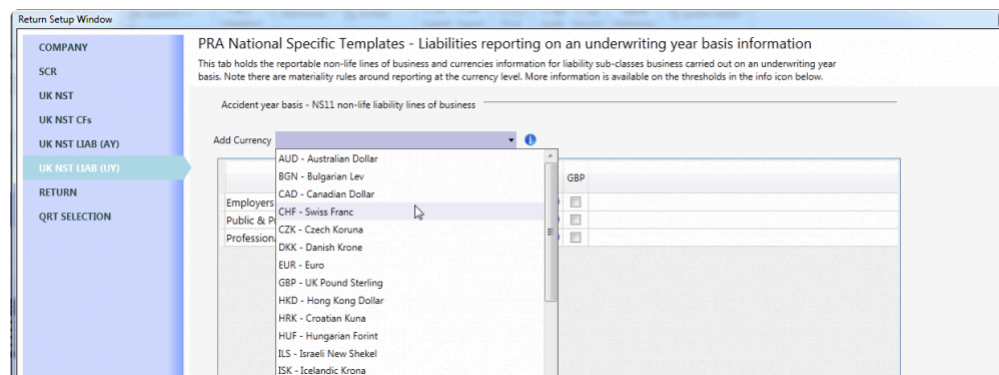 Return Setup Window
COMPANY
SCR
UK NST
UK NST CFs
UK NST LIAB (AY)
UK NST LIAB (UY)
RETURN
QRT SELECTION
PRA National Specific Templates - Liabilities reporting on an underwriting year basis information
This tab holds the reportable non-life lines of business and currencies information for liability sub-classes business carried out on an underwriting year
basis. Note there are materiality rules around reporting at the currency level. More information is available on the thresholds in the info icon below.
Accident year basis - NS11 non-life liability lines of business
Add Currency
AUD - Australian Dollar
BGN - Bulgarian Lev
CAD - Canadian Dollar
CHF - Swiss Franc
CZK - Czech Koruna
DKK - Danish Krone
EUR - Euro
GBP - UK Pound Sterling
HKD - Hong Kong Dollar
HRK - Croatian Kuna
HUF - Hungarian Forint
ILS - Israeli New Shekel
ISK - Icelandic Krona
GBP
Employers
Public & P
Profession